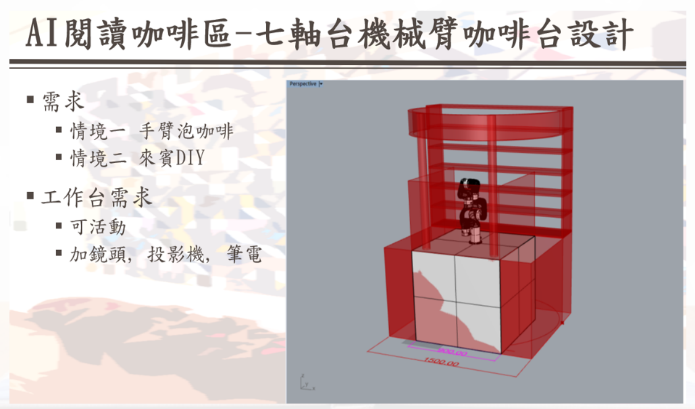 AI閱讀咖啡區-七軸台機械臂咖啡台設計
需求
情境一 手臂泡咖啡
情境二 來賓DIY
工作台需求
可活動
加鏡頭, 投影機, 筆電
Perspective
1500.00